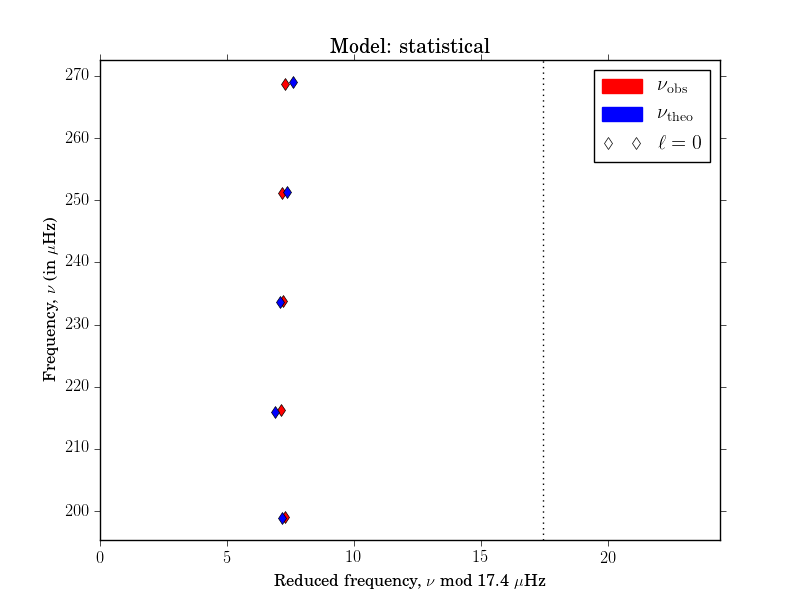 Model: statistical
270
260
250
240
230
220
210
200
Frequency, ν (in μHz)
ν_obs
ν_theo
ℓ = 0
0 5 10 15 20
Reduced frequency, ν mod 17.4 μHz